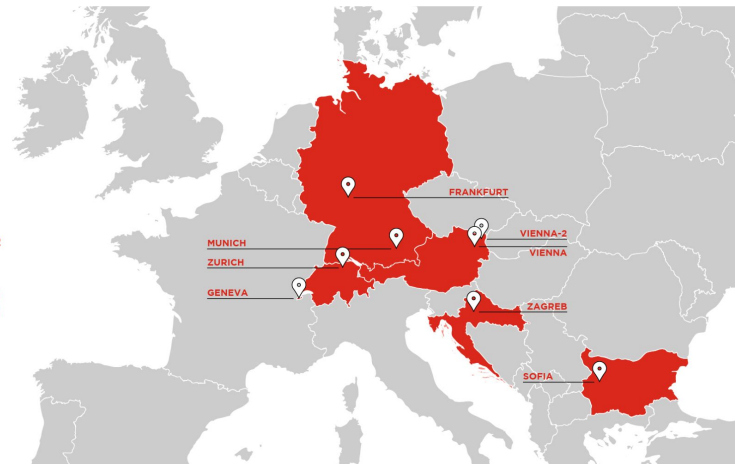 FRANKFURT
VIENNA-2
MUNICH
VIENNA
ZURICH
GENEVA
ZAGREB
SOFIA